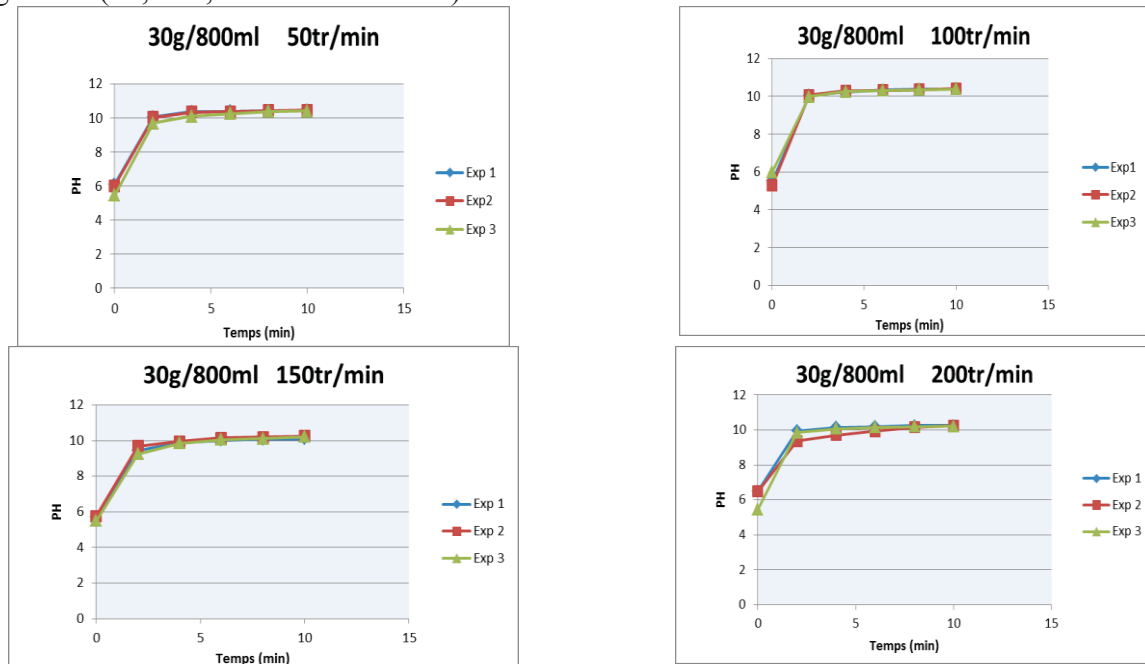 30g/800ml 50tr/min
12
10
8
6
4
2
0
PH
0 5 10 15
Temps (min)
Exp 1
Exp2
Exp 3
30g/800ml 100tr/min
12
10
8
6
4
2
0
PH
0 5 10 15
Temps (min)
Exp1
Exp2
Exp3
30g/800ml 150tr/min
12
10
8
6
4
2
0
PH
0 5 10 15
Temps (min)
Exp 1
Exp 2
Exp 3
30g/800ml 200tr/min
12
10
8
6
4
2
0
PH
0 5 10 15
Temps (min)
Exp 1
Exp 2
Exp 3